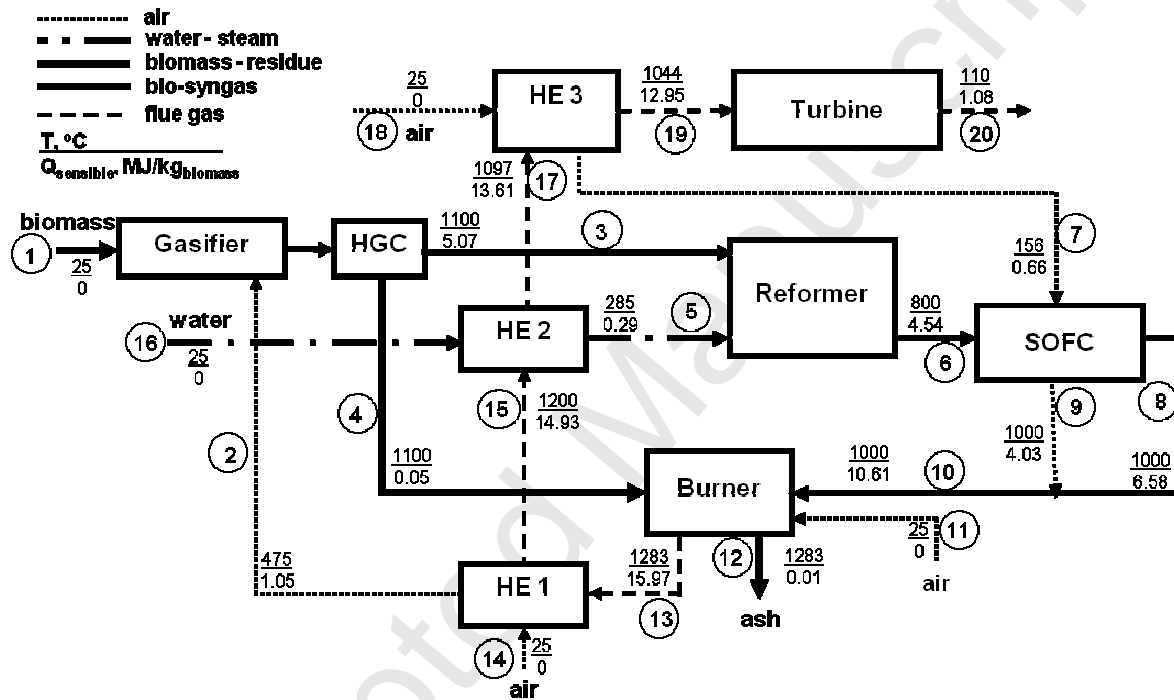 air
water - steam
biomass - residue
bio-syngas
flue gas
T, ºC
Qsensible, MJ/kgbiomass
25
0
18
air
HE 3
1044
12.95
19
Turbine
110
1.08
20
1097
13.61
17
biomass
1
25
0
Gasifier
HGC
1100
5.07
3
7
156
0.66
Reformer
water
16
25
0
HE 2
285
0.29
5
800
4.54
6
SOFC
8
9
4
15
1200
14.93
2
1100
0.05
Burner
1000
10.61
10
1000
4.03
1000
6.58
475
1.05
HE 1
1283
15.97
13
12
1283
0.01
ash
25
0
11
air
14
25
0
air
oted Manuscrip